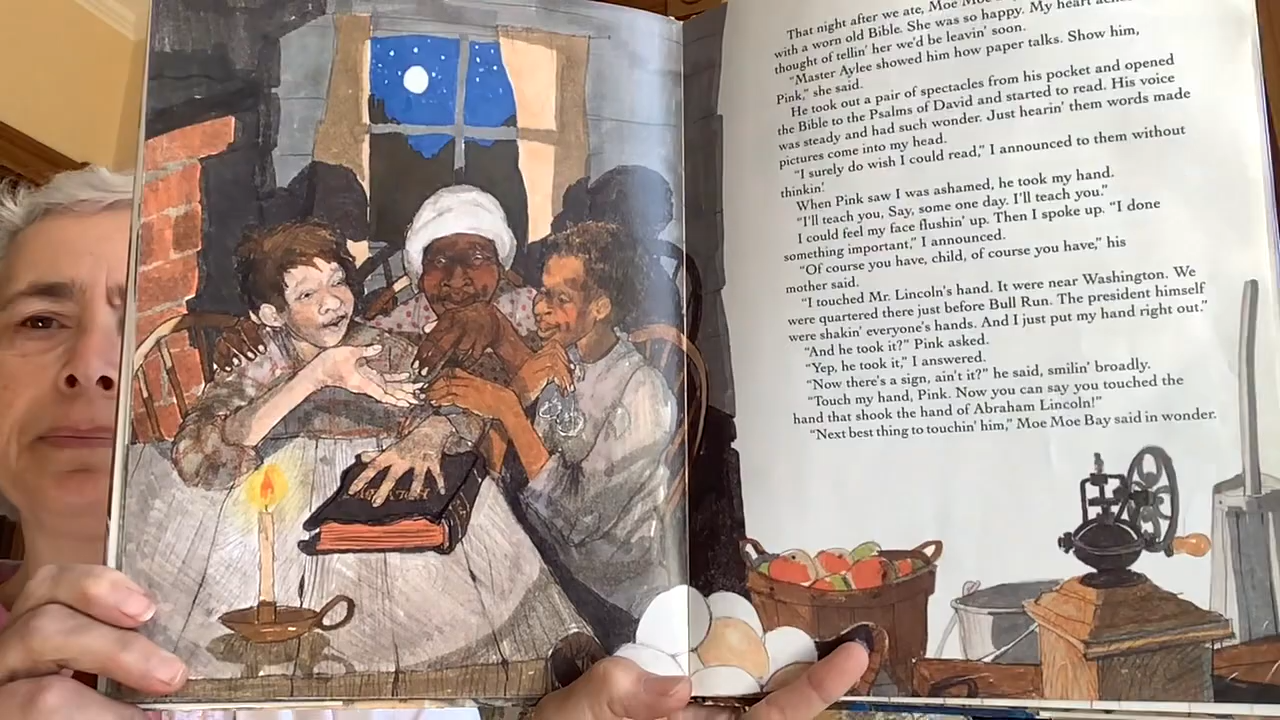 That night after we ate, Moe Moe
with a worn old Bible. She was so happy. My heart
thought of tellin' her we'd be leavin' soon.
"Master Aylee showed him how paper talks. Show him,
Pink," she said.
He took out a pair of spectacles from his pocket and opened
the Bible to the Psalms of David and started to read. His voice
was steady and had such wonder. Just hearin' them words made
pictures come into my head.
"I surely do wish I could read," I announced to them without
thinkin'.
When Pink saw I was ashamed, he took my hand.
"I'll teach you, Say, some one day. I'll teach you."
I could feel my face flushin' up. Then I spoke up. "I done
something important," I announced.
"Of course you have, child, of course you have," his
mother said.
"I touched Mr. Lincoln's hand. It were near Washington. We
were quartered there just before Bull Run. The president himself
were shakin' everyone's hands. And I just put my hand right out."
"And he took it?" Pink asked.
"Yep, he took it," I answered.
"Now there's a sign, ain't it?" he said, smilin' broadly.
"Touch my hand, Pink. Now you can say you touched the
hand that shook the hand of Abraham Lincoln!"
"Next best thing to touchin' him," Moe Moe Bay said in wonder.